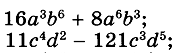 16a³b⁶ + 8a⁶b³;
11c⁴d² − 121c³d⁵;